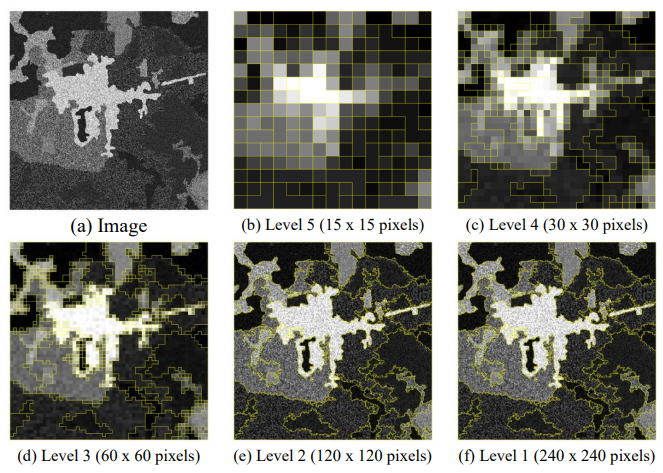 (a) Image
(b) Level 5 (15 x 15 pixels)
(c) Level 4 (30 x 30 pixels)
(d) Level 3 (60 x 60 pixels)
(e) Level 2 (120 x 120 pixels)
(f) Level 1 (240 x 240 pixels)